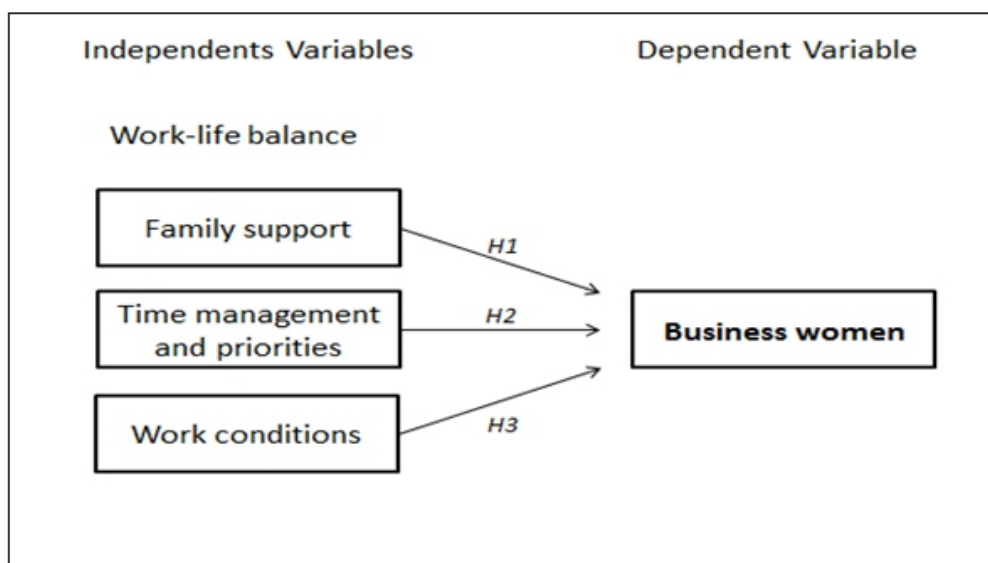 Independents Variables
Dependent Variable
Work-life balance
Family support
H1
Time management
and priorities
H2
Business women
Work conditions
H3